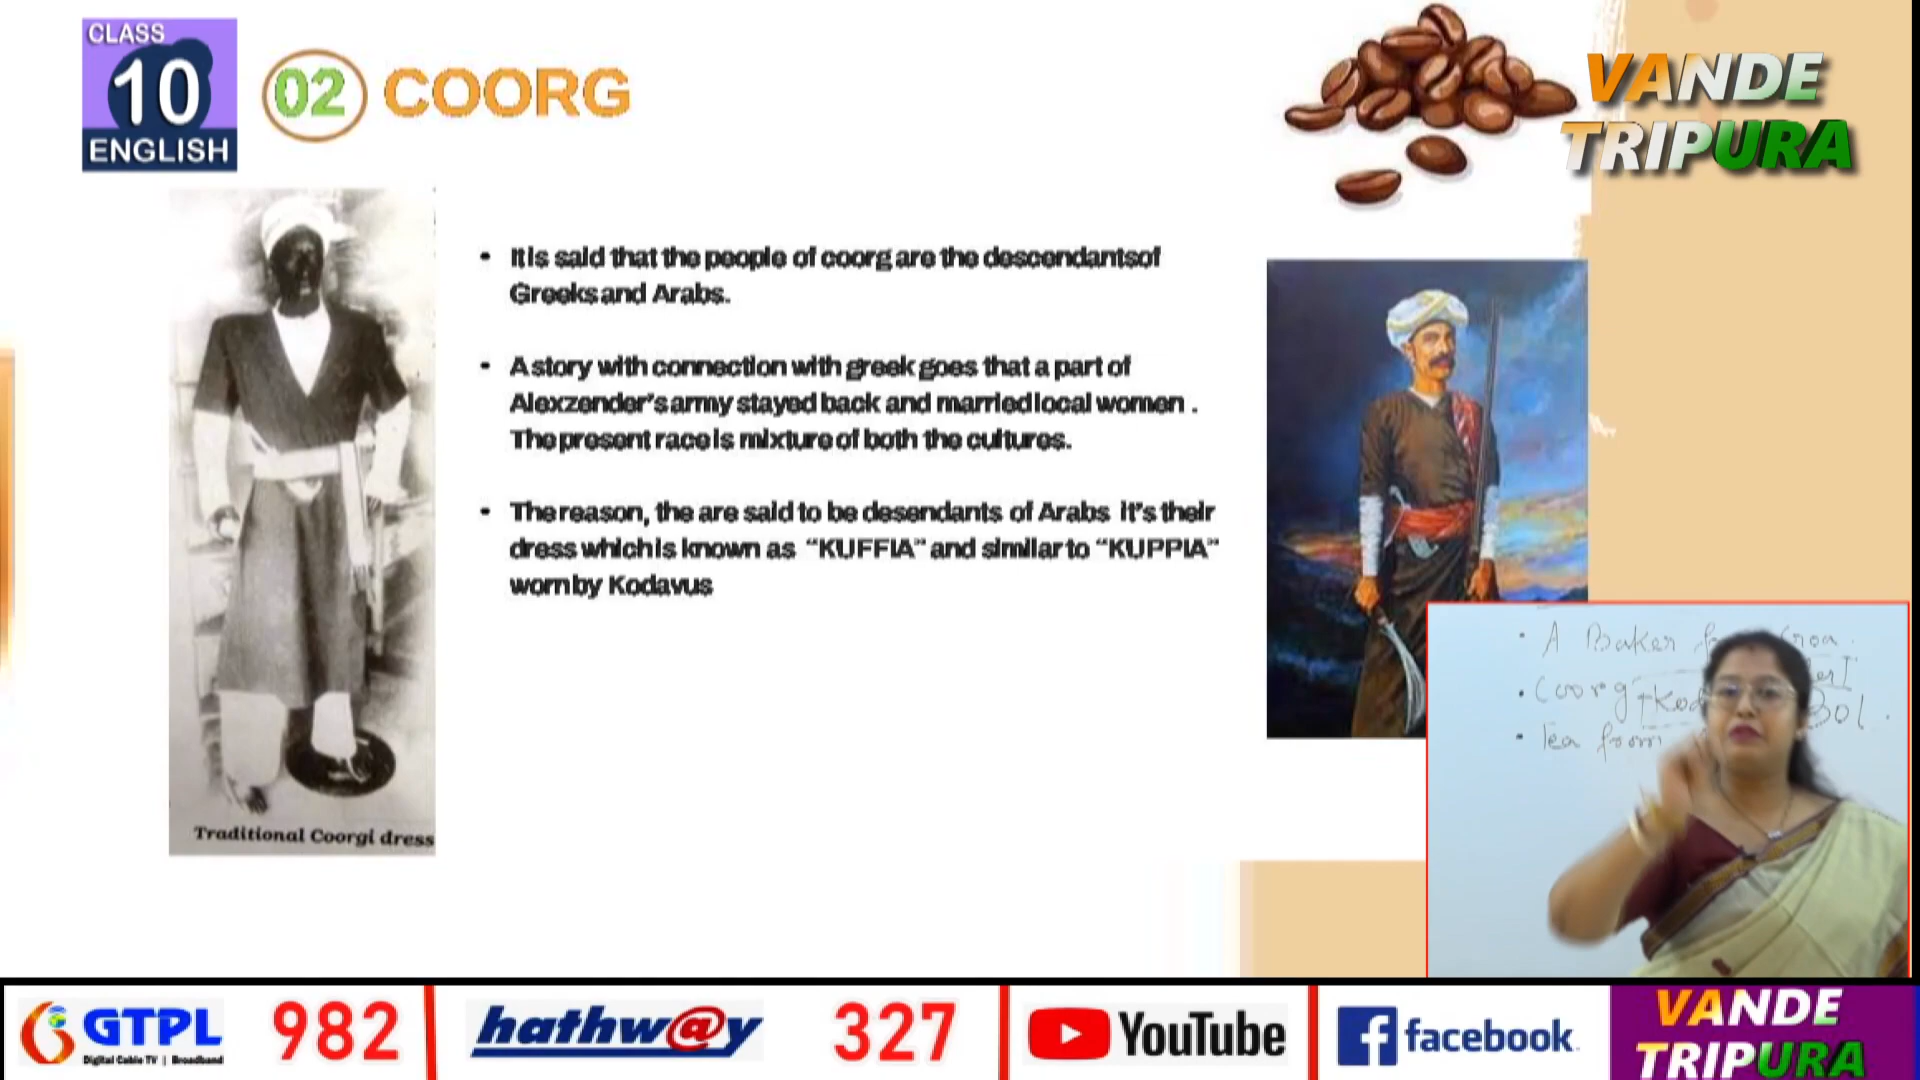 CLASS
10
ENGLISH
02 COORG
VANDE
TRIPURA
• It is said that the people of coorg are the descendantsof
Greeks and Arabs.
• A story with connection with greek goes that a part of
Alexzender's army stayed back and married local women .
The present race is mixture of both the cultures.
• The reason, the are said to be desendants of Arabs it's their
dress which is known as “KUFFIA” and similar to “KUPPIA”
worn by Kodavus
Traditional Coorgi dress
• A Baker
• Coorg
• Tea from
GTPL
Digital Cable TV | Broadband
982
hathw@y
327
YouTube
facebook
VANDE
TRIPURA